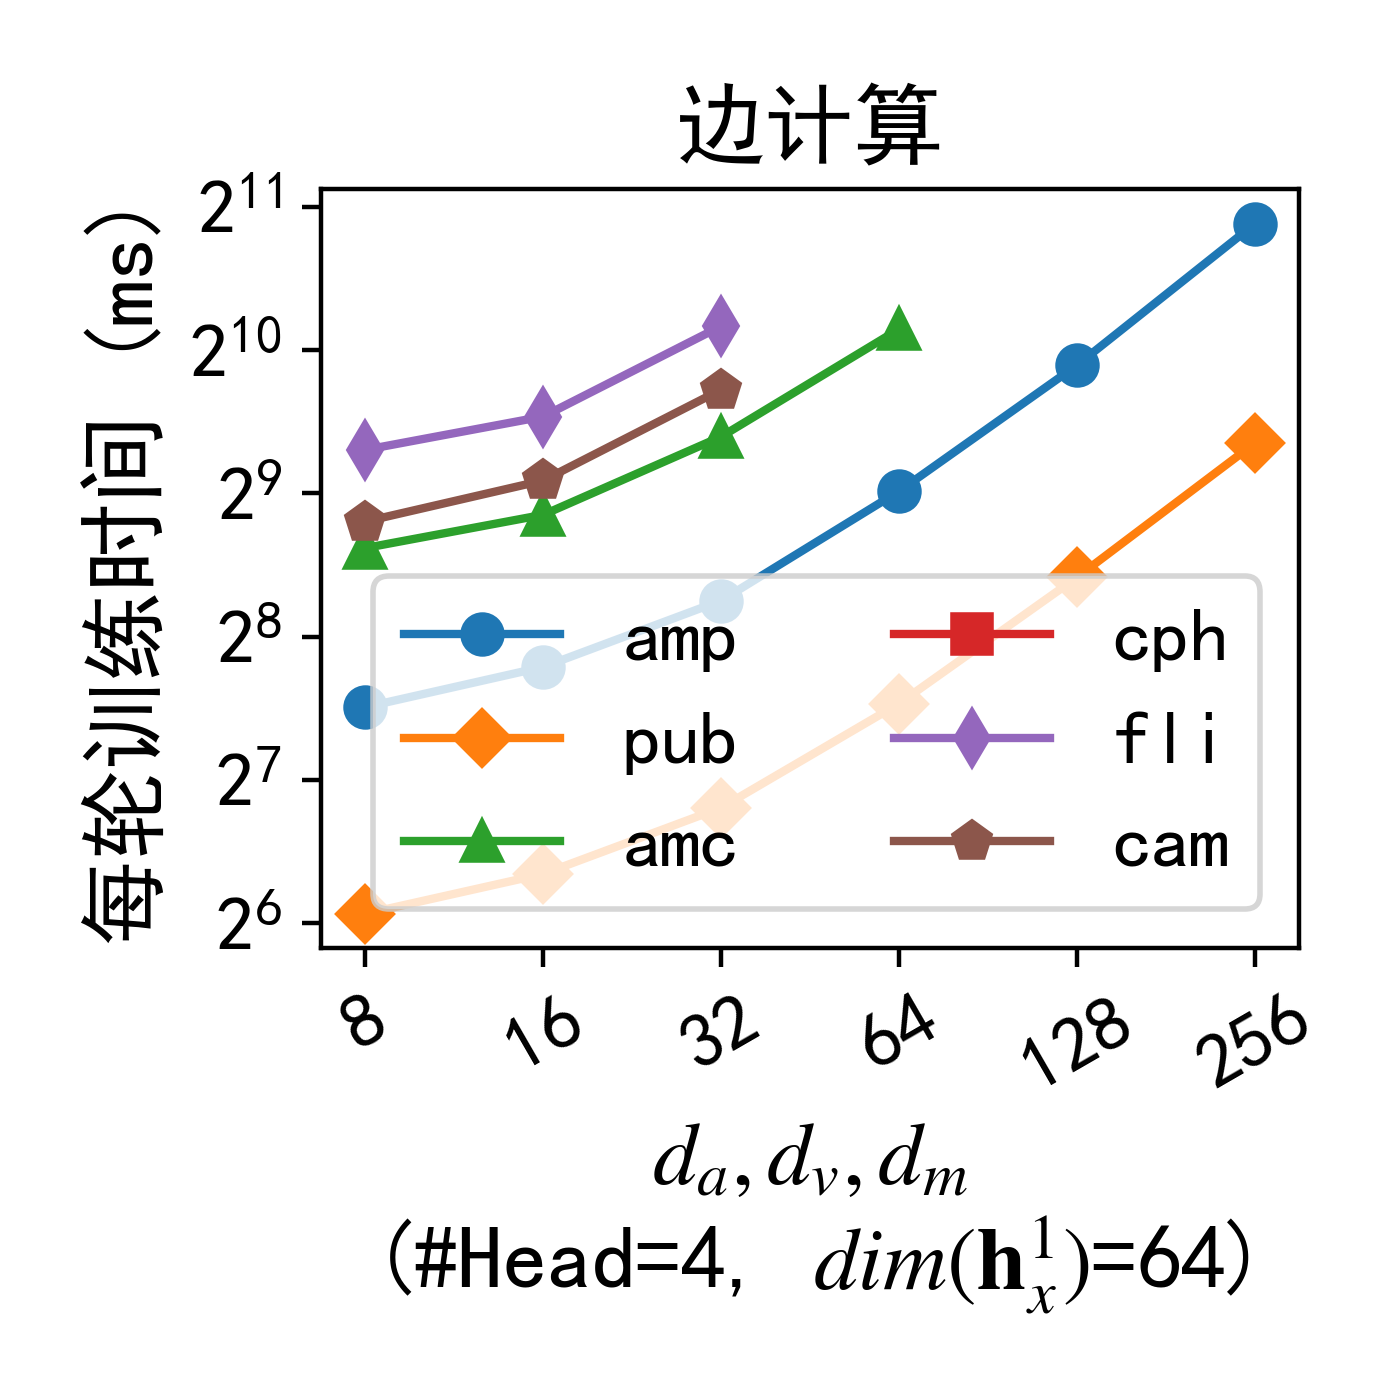 边计算
每轮训练时间 (ms)
2^11
2^10
2^9
2^8
2^7
2^6
amp
pub
amc
cph
fli
cam
8 16 32 64 128 256
d_a, d_v, d_m
(#Head=4, dim(h_x^1)=64)